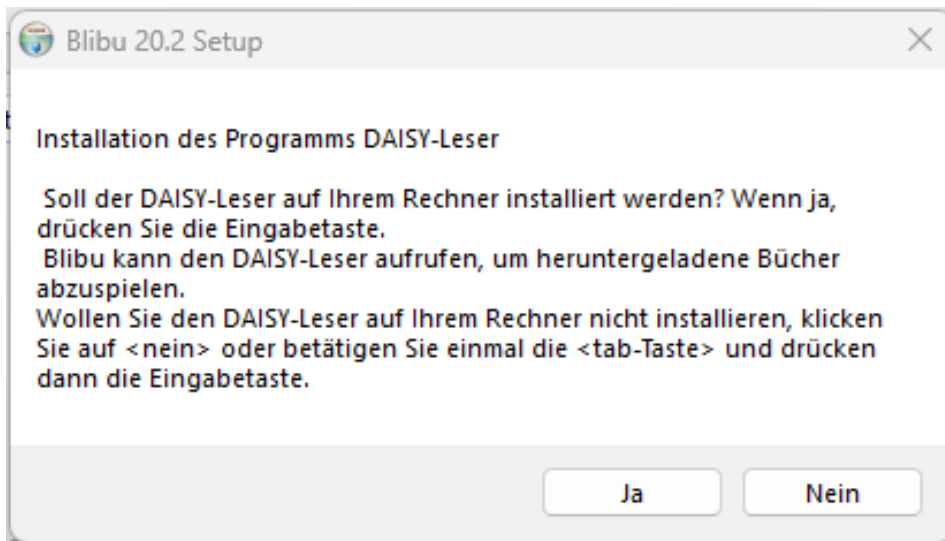 Blibu 20.2 Setup
Installation des Programms DAISY-Leser
Soll der DAISY-Leser auf Ihrem Rechner installiert werden? Wenn ja,
drücken Sie die Eingabetaste.
Blibu kann den DAISY-Leser aufrufen, um heruntergeladene Bücher
abzuspielen.
Wollen Sie den DAISY-Leser auf Ihrem Rechner nicht installieren, klicken
Sie auf <nein> oder betätigen Sie einmal die <tab-Taste> und drücken
dann die Eingabetaste.
Ja
Nein